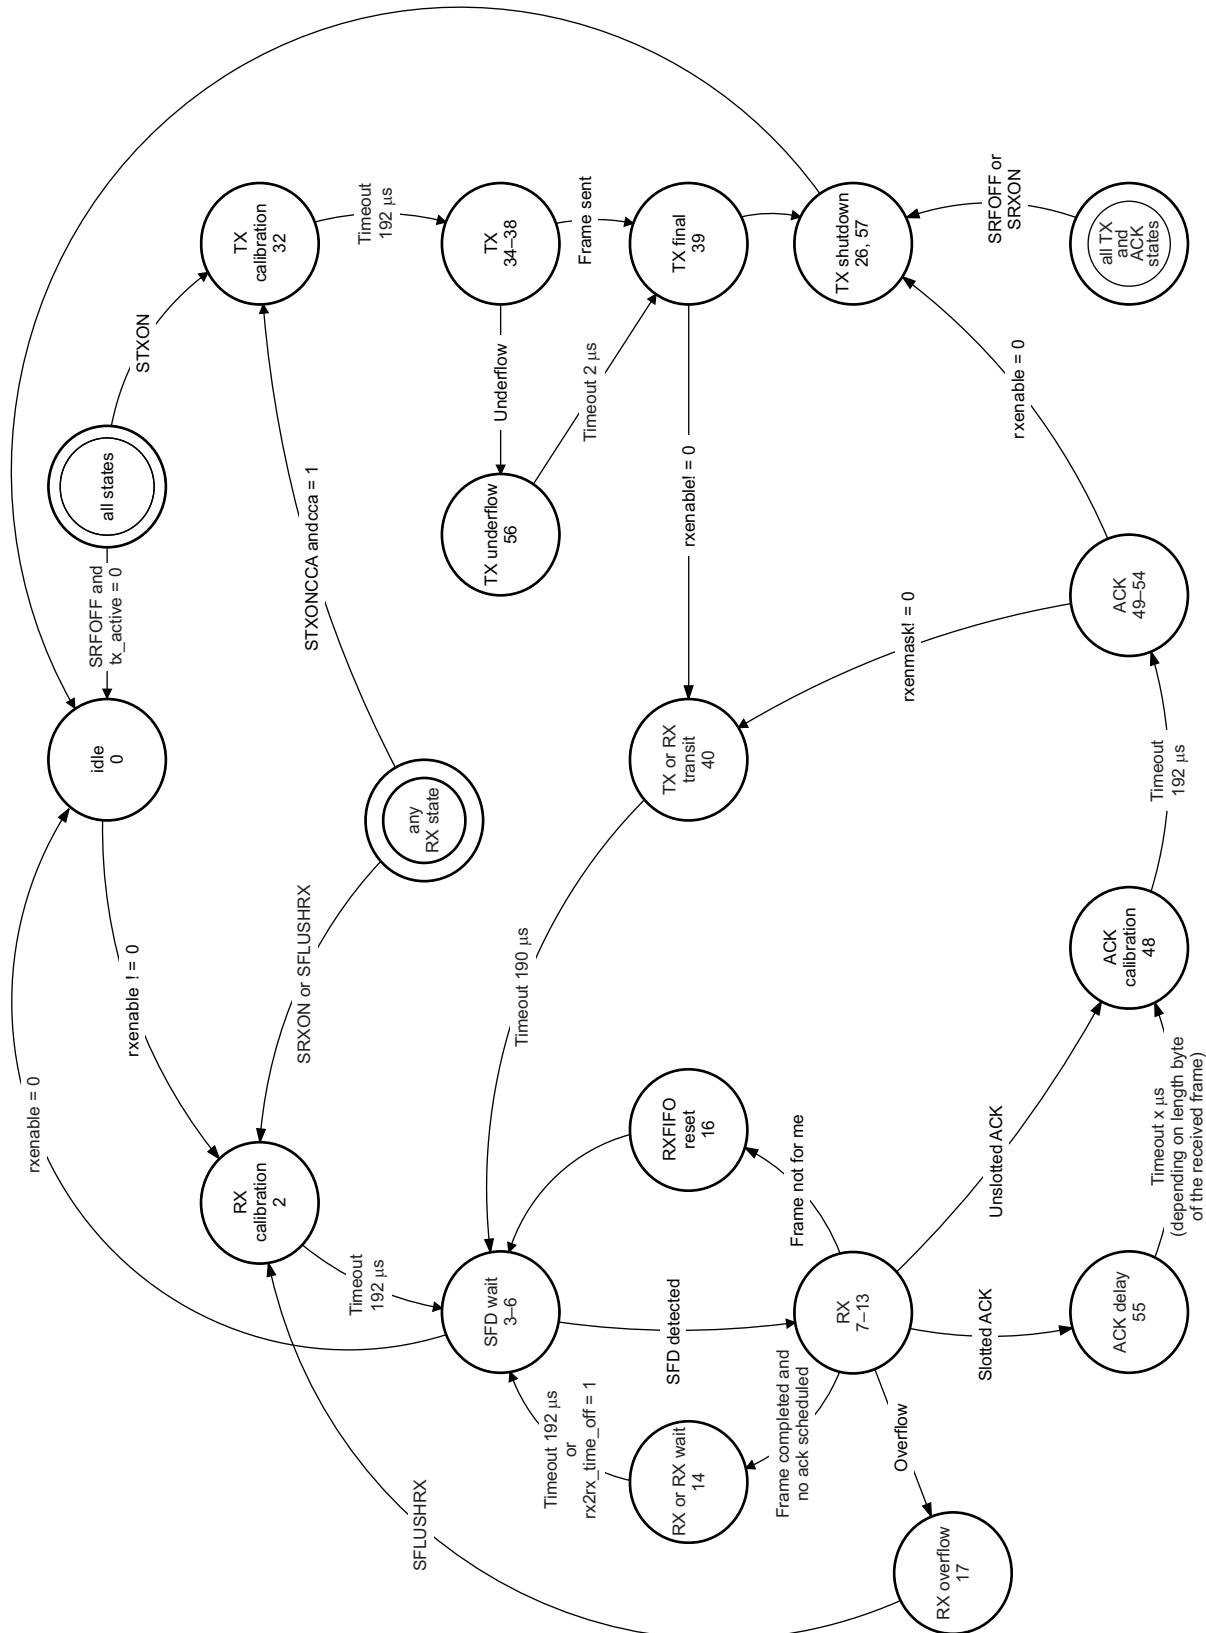 all states
SRFOFF and
tx_active = 0
STXON
idle
0
rxenable ! = 0
rxenable = 0
TX
calibration
32
STXONCCA andcca = 1
any
RX state
SRXON or SFLUSHRX
RX
calibration
2
Timeout
192 µs
SFLUSHRX
Timeout
192 µs
TX
34–38
Underflow
TX underflow
56
Frame sent
Timeout 2 µs
Timeout 190 µs
SFD wait
3–6
Timeout 192 µs
or
rx2rx_time_off = 1
TX final
39
rxenable! = 0
TX or RX
transit
40
RXFIFO
reset
16
SFD detected
RX or RX wait
14
Frame not for me
Frame completed and
no ack scheduled
TX shutdown
26, 57
RX
7–13
Overflow
RX overflow
17
SRFOFF or
SRXON
rxenable = 0
rxenmask! = 0
Unslotted ACK
Slotted ACK
all TX
and
ACK
states
ACK
49–54
Timeout
192 µs
ACK
calibration
48
Timeout x µs
(depending on length byte
of the received frame)
ACK delay
55